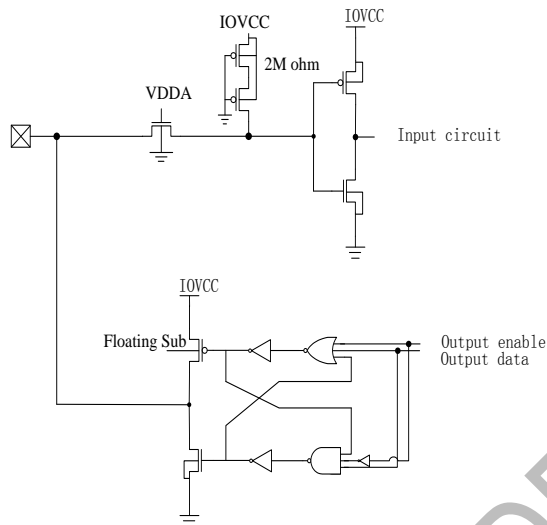 IOVCC
IOVCC
2M ohm
VDDA
Input circuit
IOVCC
Floating Sub
Output enable
Output data